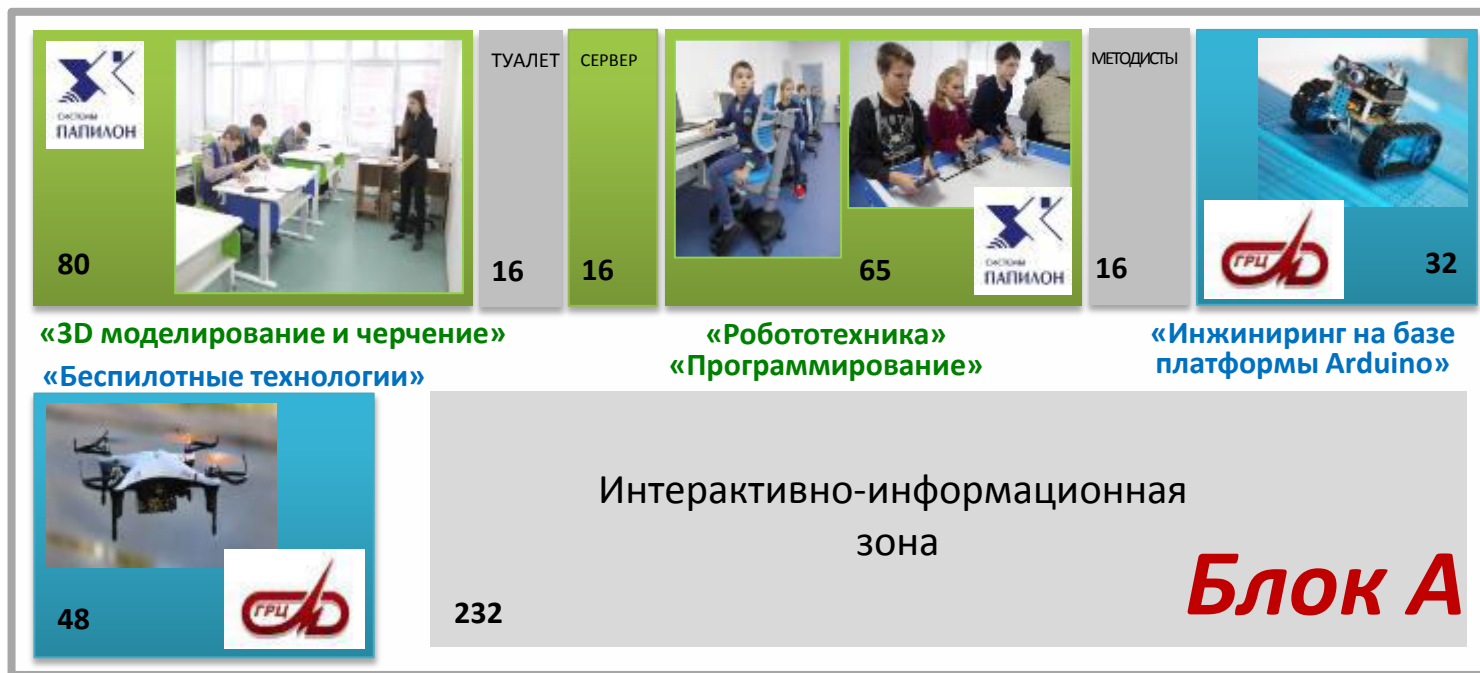 системы
ПАПИЛОН
80
ТУАЛЕТ
16
СЕРВЕР
16
65
системы
ПАПИЛОН
МЕТОДИСТЫ
16
ГРЦ
32
«3D моделирование и черчение»
«Робототехника»
«Программирование»
«Инжиниринг на базе
платформы Arduino»
«Беспилотные технологии»
48
ГРЦ
Интерактивно-информационная
зона
232
Блок А